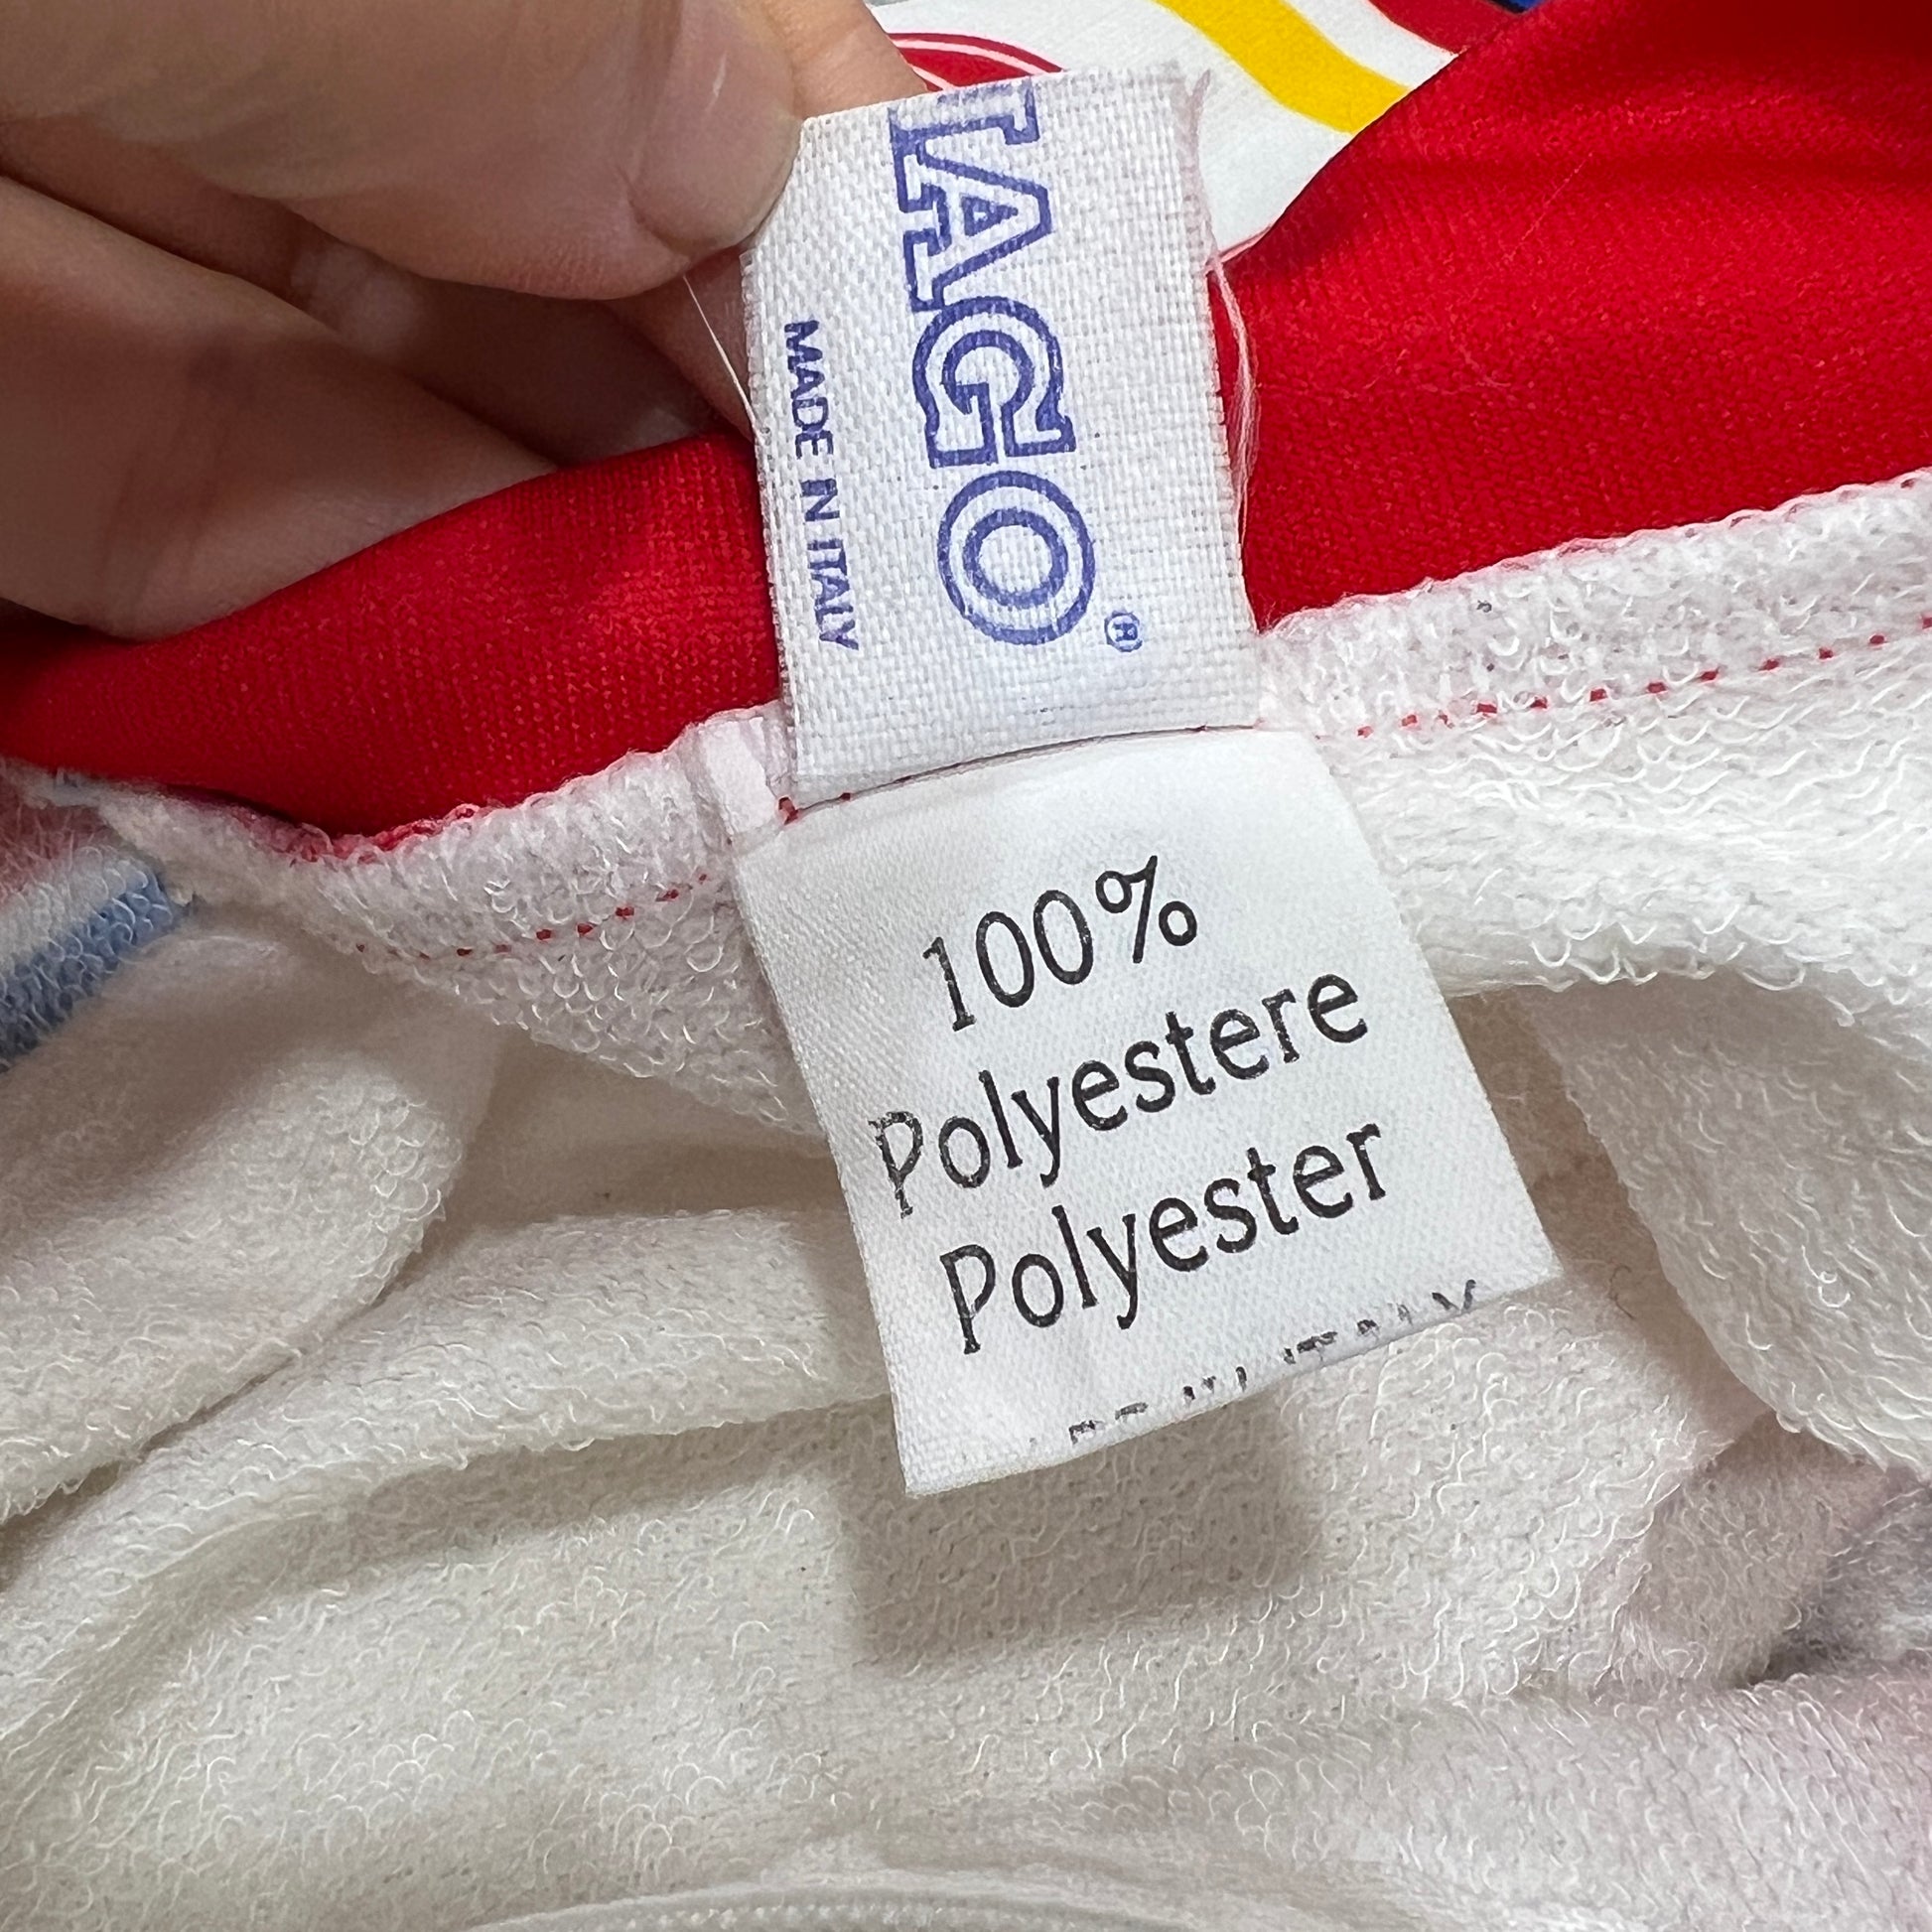 IAGO®
MADE IN ITALY
100%
Polyestere
Polyester